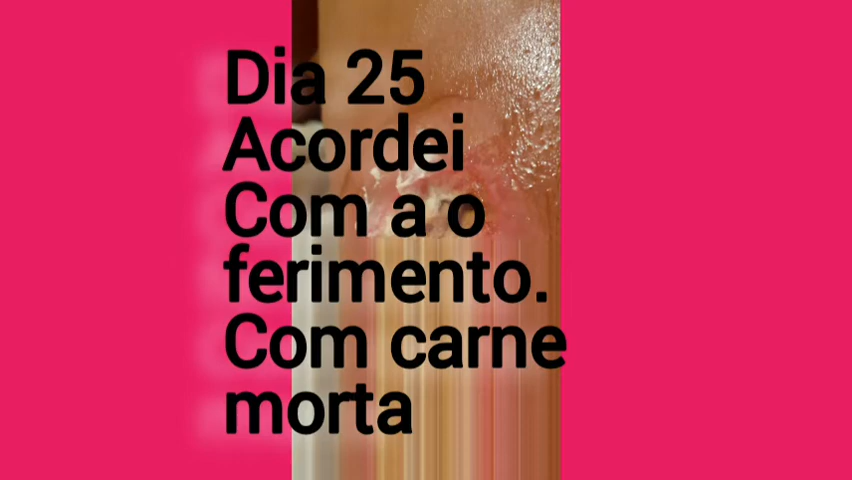 Dia 25
Acordei
Com a o
ferimento.
Com carne
morta